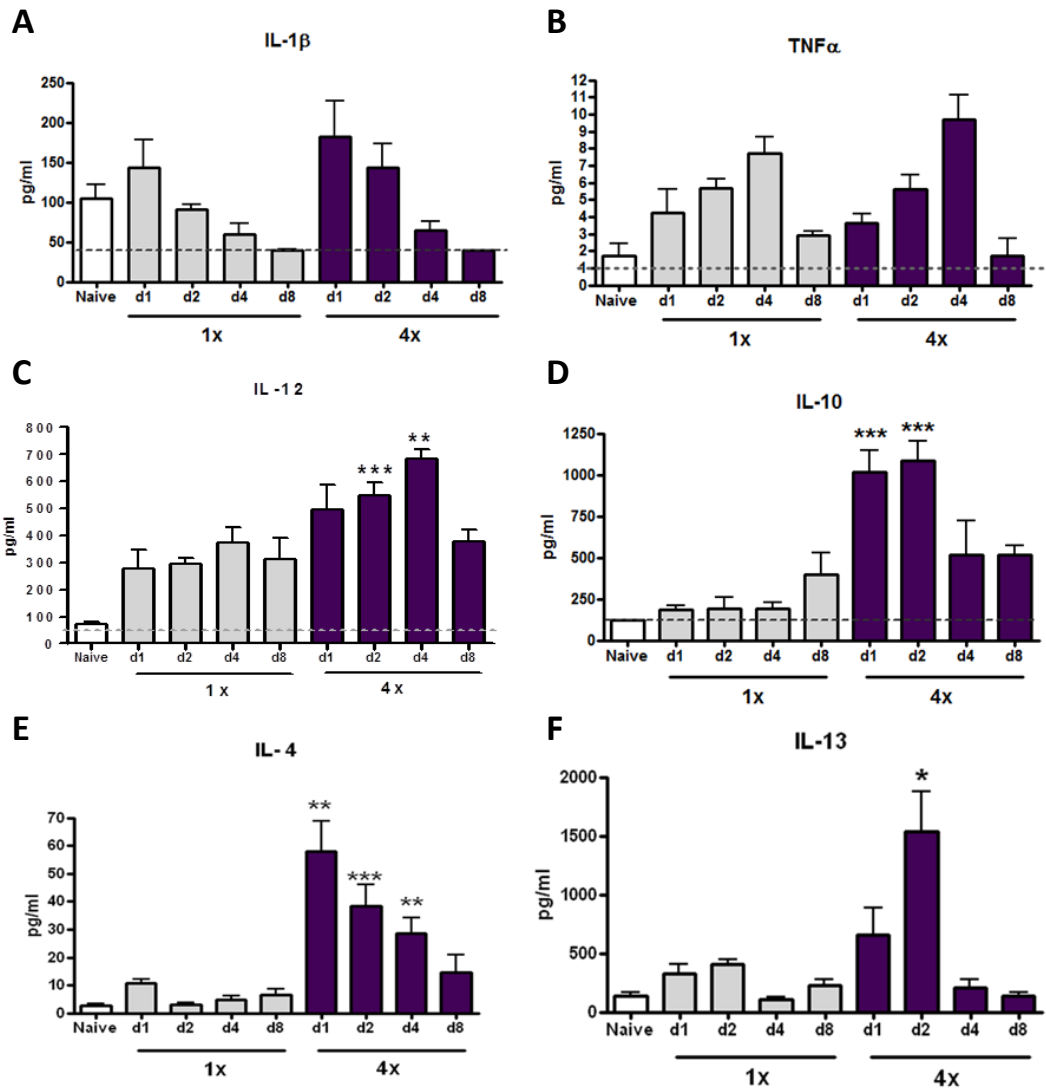 A
IL-1β
pg/ml
250
200
150
100
50
0
Naive d1 d2 d4 d8 d1 d2 d4 d8
1x 4x
B
TNFα
pg/ml
12
11
10
9
8
7
6
5
4
3
2
1
0
Naive d1 d2 d4 d8 d1 d2 d4 d8
1x 4x
C
IL -1 2
pg/ml
800
700
600
500
400
300
200
100
0
*** **
Naive d1 d2 d4 d8 d1 d2 d4 d8
1 x 4 x
D
IL-10
pg/ml
1250
1000
750
500
250
0
*** ***
Naive d1 d2 d4 d8 d1 d2 d4 d8
1x 4x
E
IL- 4
pg/ml
70
60
50
40
30
20
10
0
** *** **
Naive d1 d2 d4 d8 d1 d2 d4 d8
1x 4x
F
IL-13
pg/ml
2000
1500
1000
500
0
*
Naive d1 d2 d4 d8 d1 d2 d4 d8
1x 4x